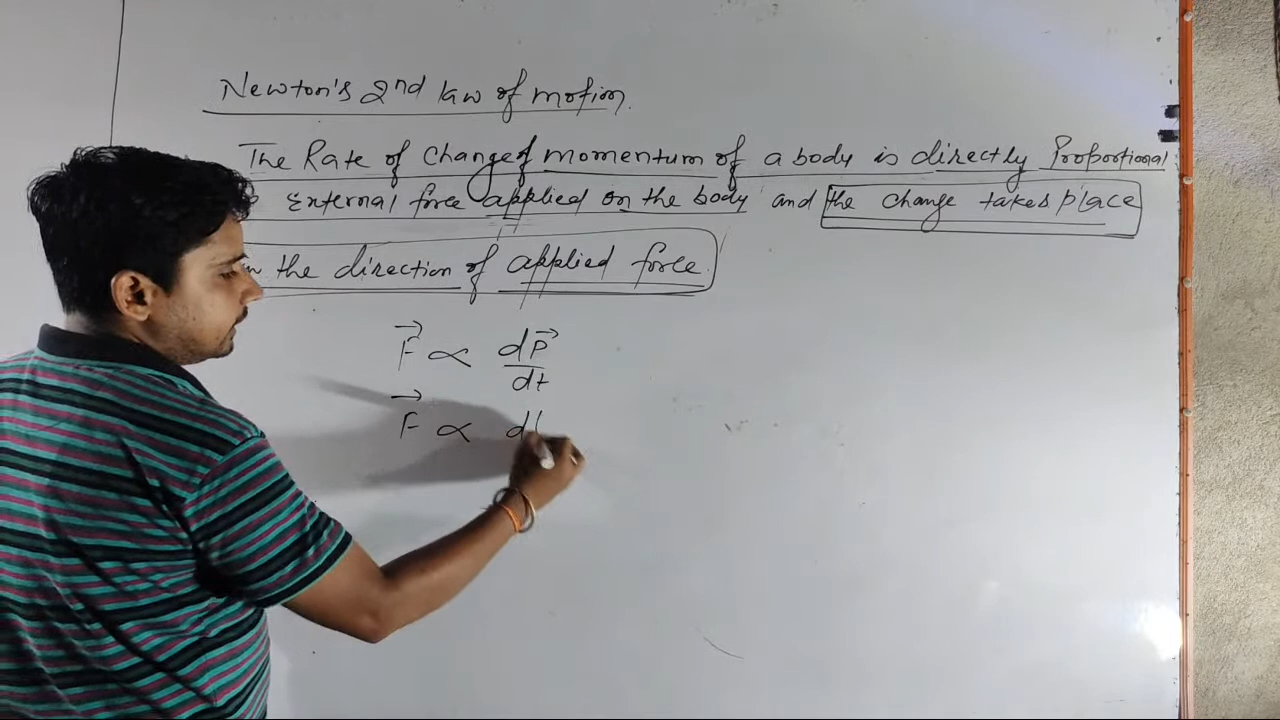 Newton's 2nd law of motion.
The Rate of change of momentum of a body is directly Proportional
External force applied on the body and the change takes place
the direction of applied force.
F⃗ ∝ dP⃗/dt
F⃗ ∝ d